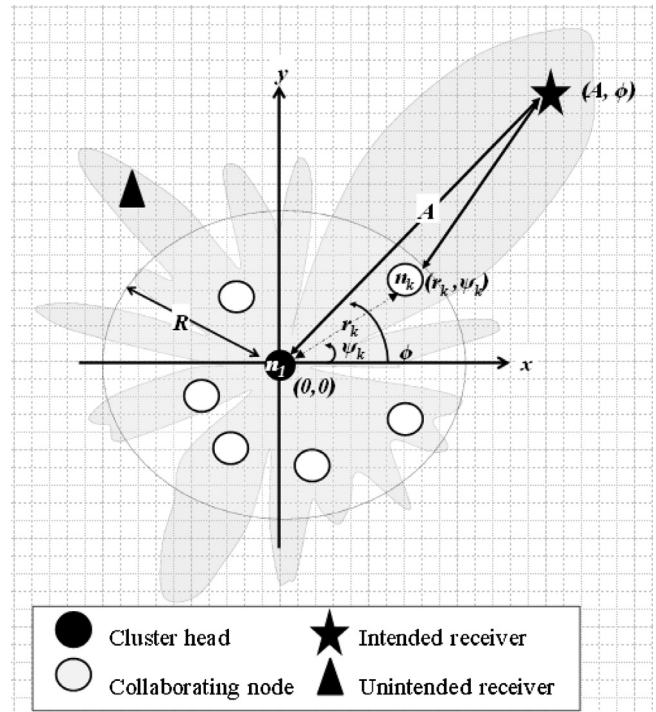 y
(A, ϕ)
A
n_k (r_k, ψ_k)
R
r_k
ψ_k
ϕ
x
n_1
(0,0)
Cluster head
Intended receiver
Collaborating node
Unintended receiver